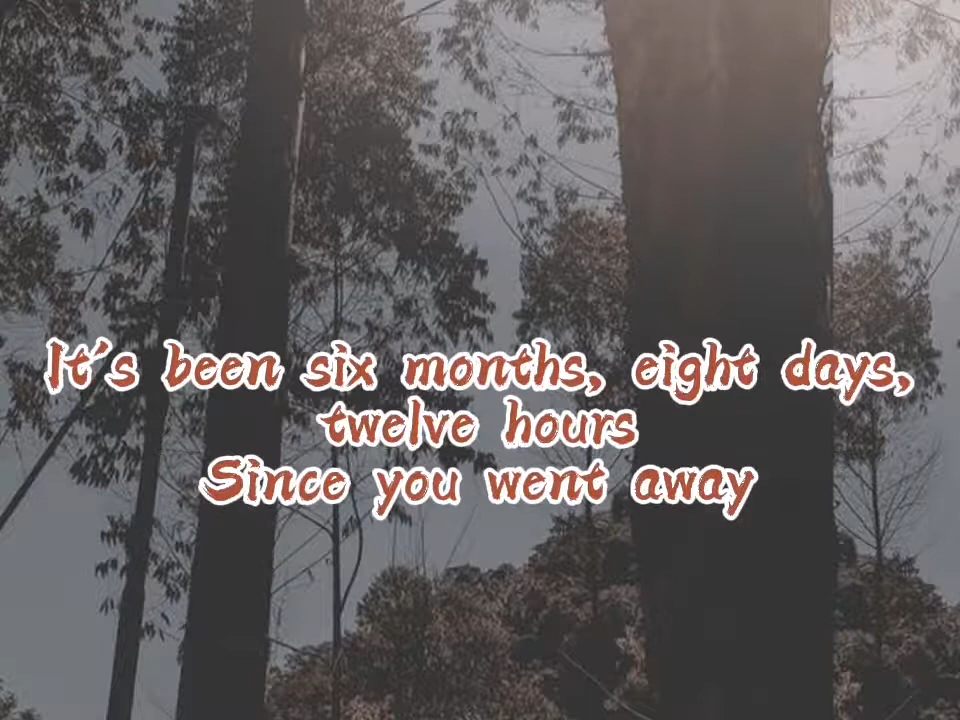 It's been six months, eight days,
twelve hours
Since you went away